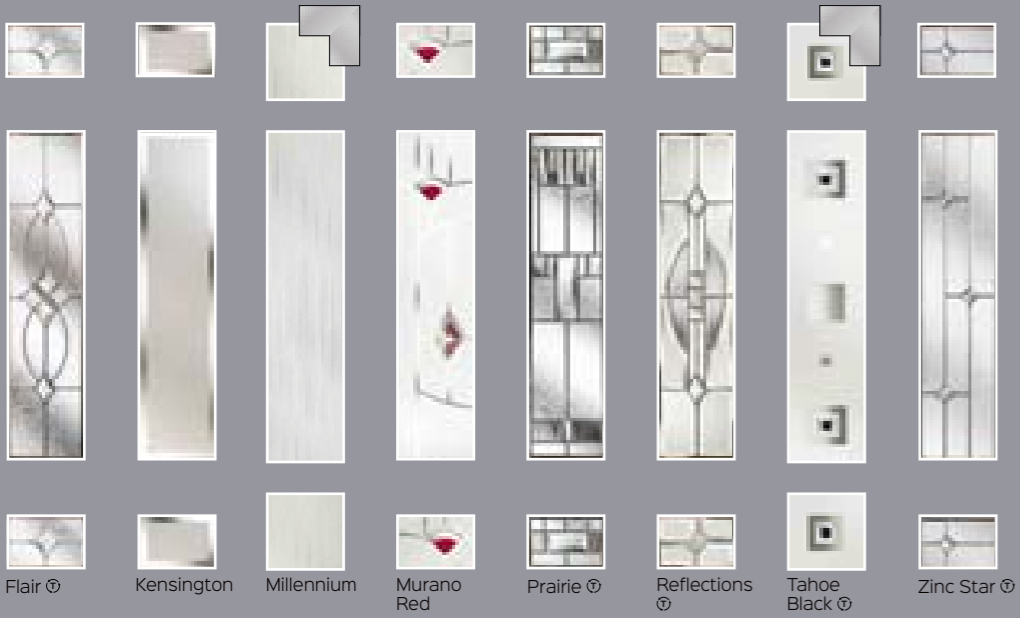 Flair Ⓣ
Kensington
Millennium
Murano
Red
Prairie Ⓣ
Reflections
Ⓣ
Tahoe
Black Ⓣ
Zinc Star Ⓣ